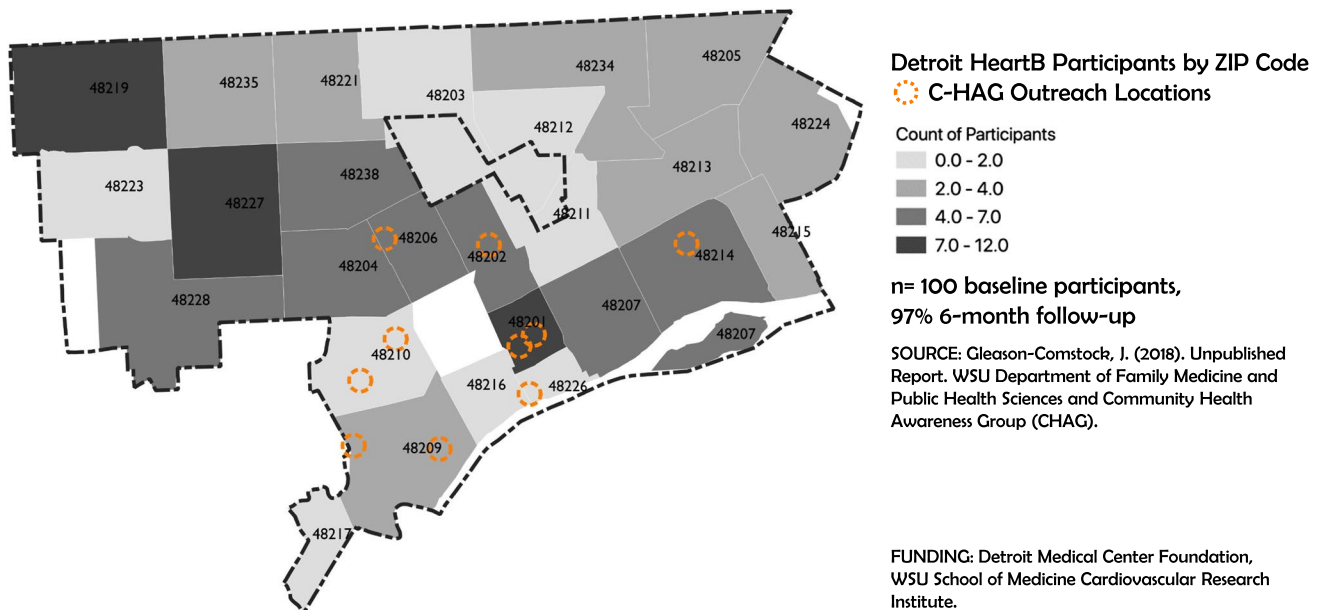 Detroit HeartB Participants by ZIP Code
C-HAG Outreach Locations
Count of Participants
0.0 - 2.0
2.0 - 4.0
4.0 - 7.0
7.0 - 12.0
n= 100 baseline participants,
97% 6-month follow-up
SOURCE: Gleason-Comstock, J. (2018). Unpublished
Report. WSU Department of Family Medicine and
Public Health Sciences and Community Health
Awareness Group (CHAG).
FUNDING: Detroit Medical Center Foundation,
WSU School of Medicine Cardiovascular Research
Institute.
48219
48235
48221
48203
48234
48205
48212
48224
48223
48227
48238
48213
48211
48206
48202
48204
48214
48215
48228
48207
48201
48207
48210
48216
48226
48209
48217